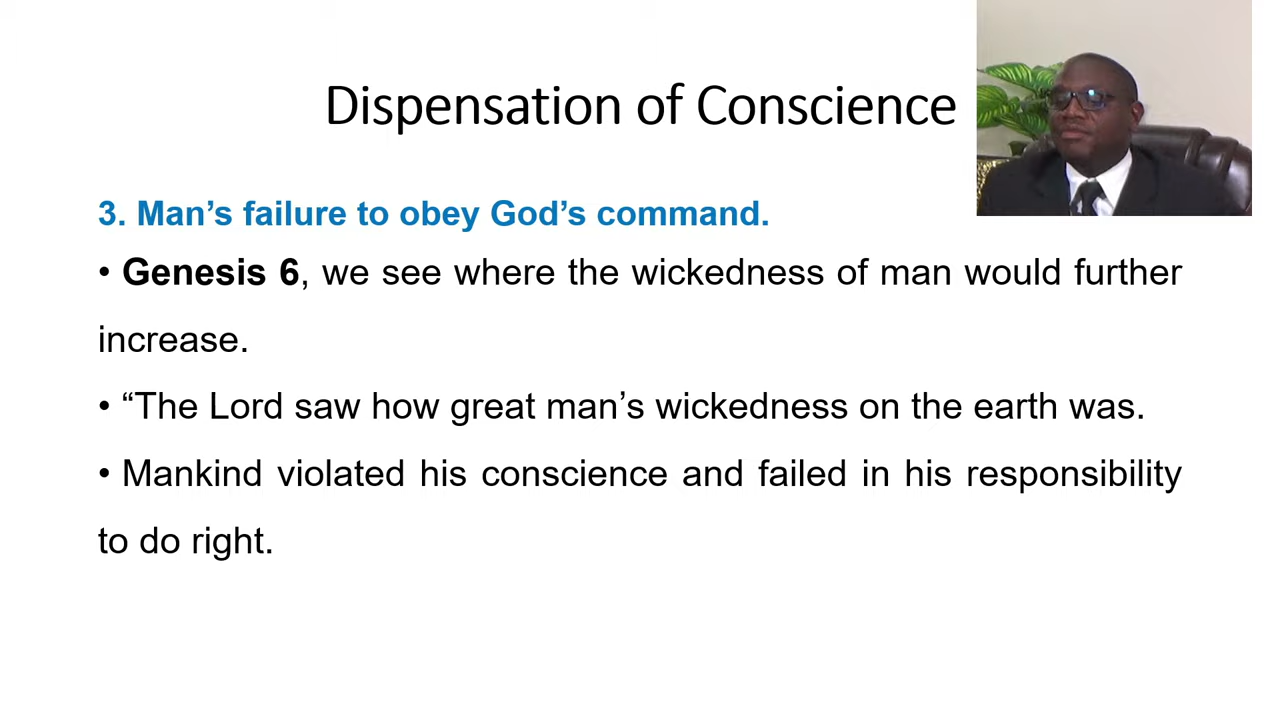 Dispensation of Conscience
3. Man’s failure to obey God’s command.
• Genesis 6, we see where the wickedness of man would further
increase.
• “The Lord saw how great man’s wickedness on the earth was.
• Mankind violated his conscience and failed in his responsibility
to do right.